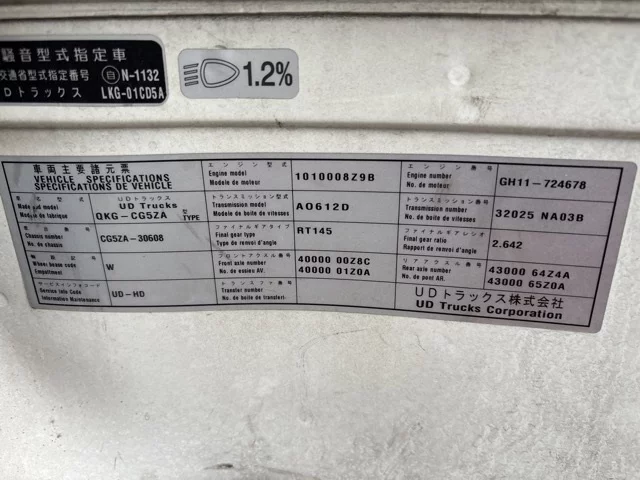 騒音型式指定車
交通省型式指定番号 自 N-1132
UDトラックス LKG-01CD5A
1.2%
車両主要諸元票
VEHICLE SPECIFICATIONS
SPECIFICATIONS DE VEHICLE
エンジン型式
Engine model
Modele de moteur
1010008Z9B
エンジン番号
Engine number
No. de moteur
GH11-724678
車名型式
Make and model
Modele de fabrique
UDトラックス
UD Trucks
QKG-CG5ZA 型 TYPE
トランスミッション型式
Transmission model
Modele de boite de vitesses
AO612D
トランスミッション番号
Transmission number
No. de boite de vitesses
32025 NA03B
車台番号
Chassis number
No. de chassis
CG5ZA-30608
ファイナルギアタイプ
Final gear type
Type de renvoi d'angle
RT145
ファイナルギアレシオ
Final gear ratio
Rapport de renvoi d'angle
2.642
Wheel base code
Empattement
W
フロントアクスル番号
Front axle number
No. de essieu AV.
40000 00Z8C
40000 01Z0A
リアアクスル番号
Rear axle number
No. de pont AR.
43000 64Z4A
43000 65Z0A
サービスインフォコード
Service Info Code
Information Maintenance
UD-HD
トランスファ番号
Transfer number
No. de boite de transfert
UDトラックス株式会社
UD Trucks Corporation